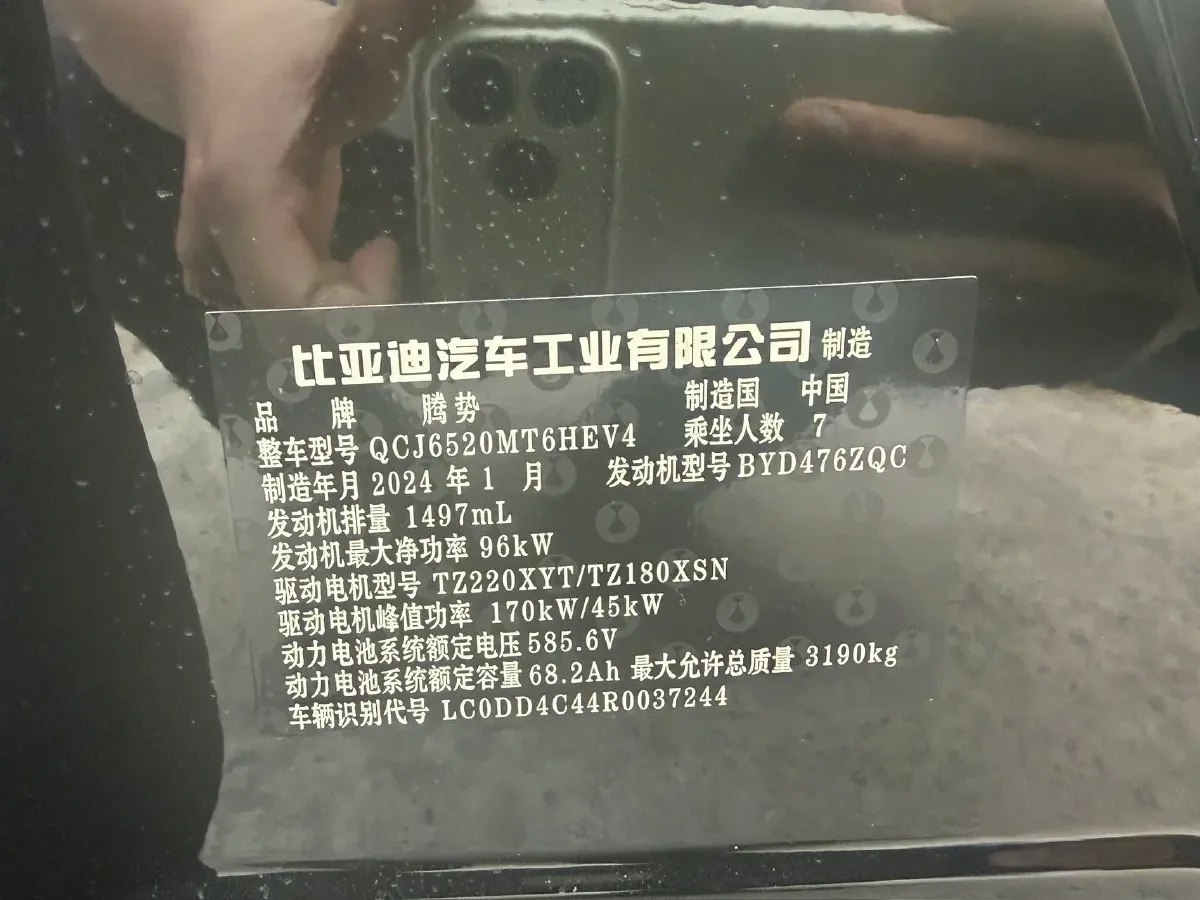 比亚迪汽车工业有限公司 制造
品 牌 腾势 制造国 中国
整车型号 QCJ6520MT6HEV4 乘坐人数 7
制造年月 2024 年 1 月 发动机型号 BYD476ZQC
发动机排量 1497mL
发动机最大净功率 96kW
驱动电机型号 TZ220XYT/TZ180XSN
驱动电机峰值功率 170kW/45kW
动力电池系统额定电压 585.6V
动力电池系统额定容量 68.2Ah 最大允许总质量 3190kg
车辆识别代号 LC0DD4C44R0037244